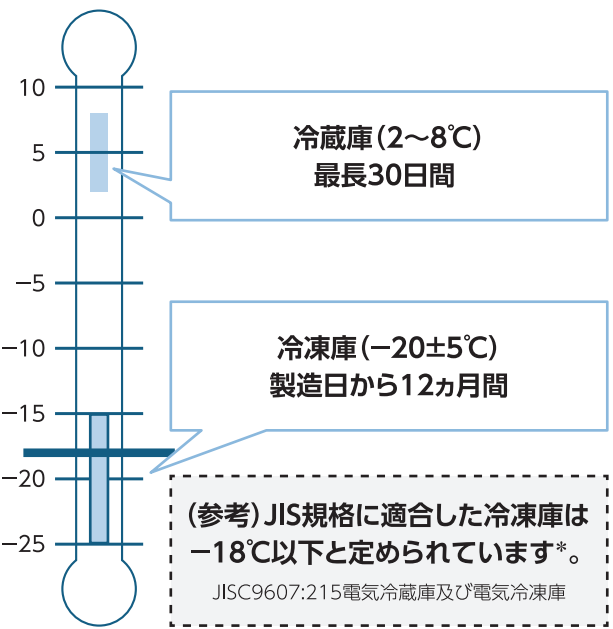 10
5
0
−5
−10
−15
−20
−25
冷蔵庫(2〜8℃)
最長30日間
冷凍庫(−20±5℃)
製造日から12ヵ月間
(参考)JIS規格に適合した冷凍庫は
−18℃以下と定められています*。
JISC9607:215電気冷蔵庫及び電気冷凍庫